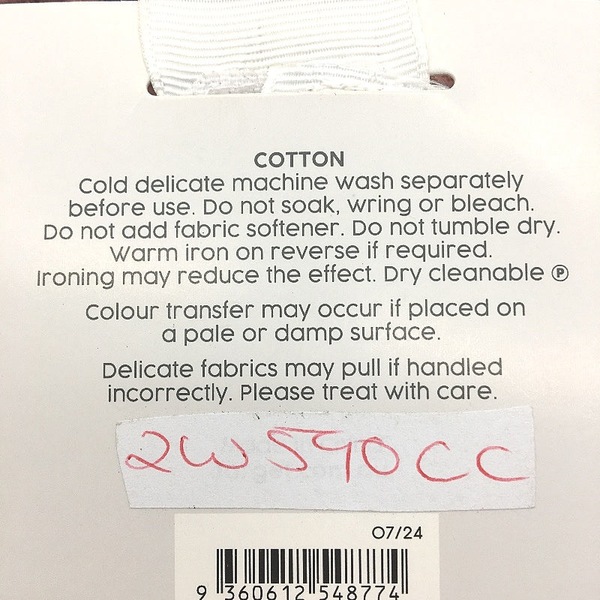 COTTON
Cold delicate machine wash separately
before use. Do not soak, wring or bleach.
Do not add fabric softener. Do not tumble dry.
Warm iron on reverse if required.
Ironing may reduce the effect. Dry cleanable Ⓟ
Colour transfer may occur if placed on
a pale or damp surface.
Delicate fabrics may pull if handled
incorrectly. Please treat with care.
2W590CC
07/24
9 360612 548774